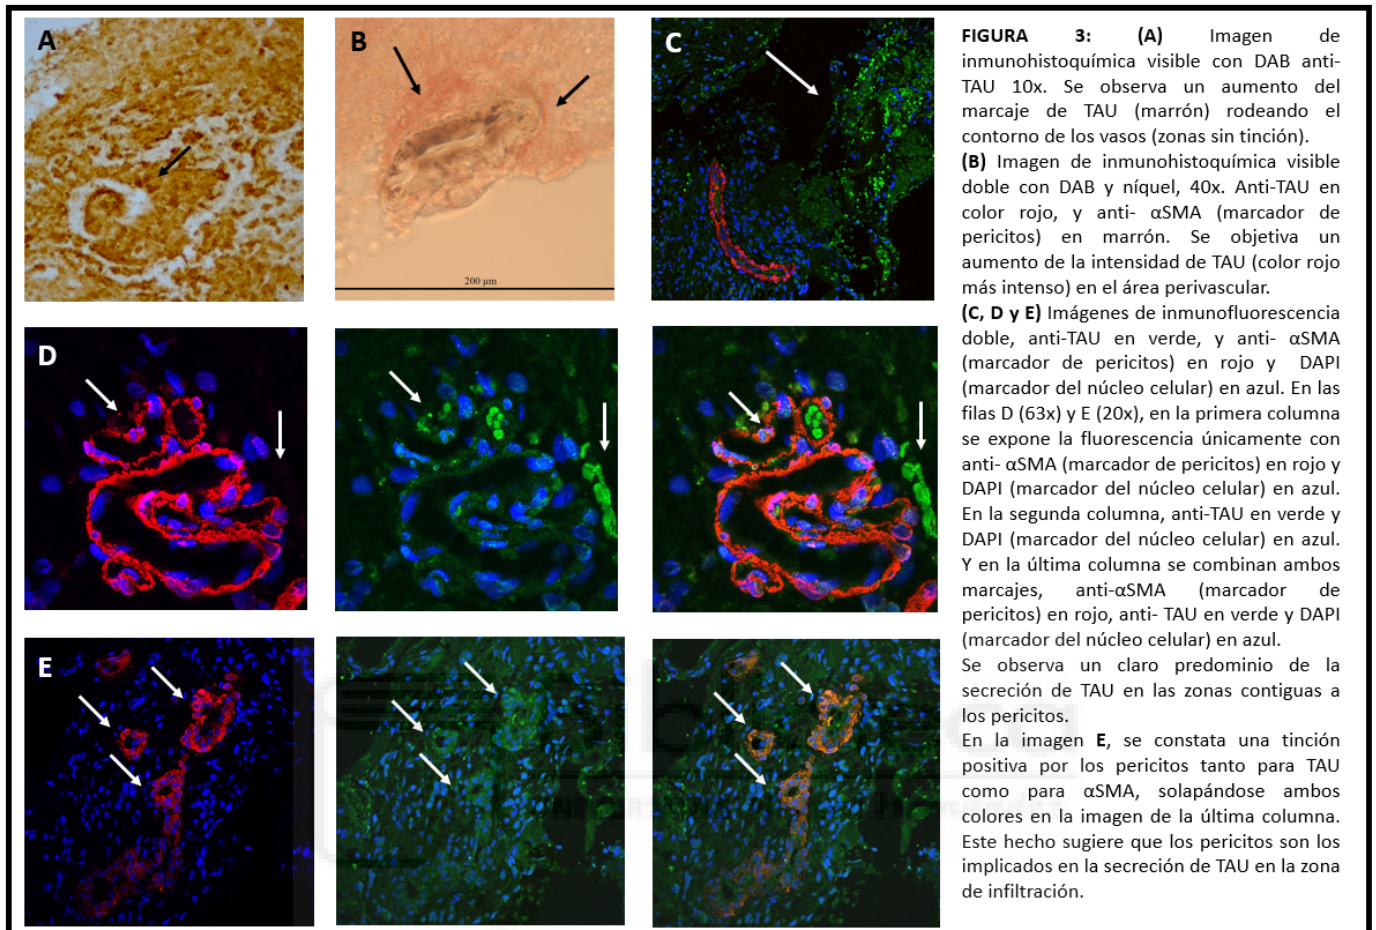 A
B
C
200 µm
D
E
FIGURA 3: (A) Imagen de
inmunohistoquímica visible con DAB anti-
TAU 10x. Se observa un aumento del
marcaje de TAU (marrón) rodeando el
contorno de los vasos (zonas sin tinción).
(B) Imagen de inmunohistoquímica visible
doble con DAB y níquel, 40x. Anti-TAU en
color rojo, y anti- αSMA (marcador de
pericitos) en marrón. Se objetiva un
aumento de la intensidad de TAU (color rojo
más intenso) en el área perivascular.
(C, D y E) Imágenes de inmunofluorescencia
doble, anti-TAU en verde, y anti- αSMA
(marcador de pericitos) en rojo y DAPI
(marcador del núcleo celular) en azul. En las
filas D (63x) y E (20x), en la primera columna
se expone la fluorescencia únicamente con
anti- αSMA (marcador de pericitos) en rojo y
DAPI (marcador del núcleo celular) en azul.
En la segunda columna, anti-TAU en verde y
DAPI (marcador del núcleo celular) en azul.
Y en la última columna se combinan ambos
marcajes, anti-αSMA (marcador de
pericitos) en rojo, anti- TAU en verde y DAPI
(marcador del núcleo celular) en azul.
Se observa un claro predominio de la
secreción de TAU en las zonas contiguas a
los pericitos.
En la imagen E, se constata una tinción
positiva por los pericitos tanto para TAU
como para αSMA, solapándose ambos
colores en la imagen de la última columna.
Este hecho sugiere que los pericitos son los
implicados en la secreción de TAU en la zona
de infiltración.